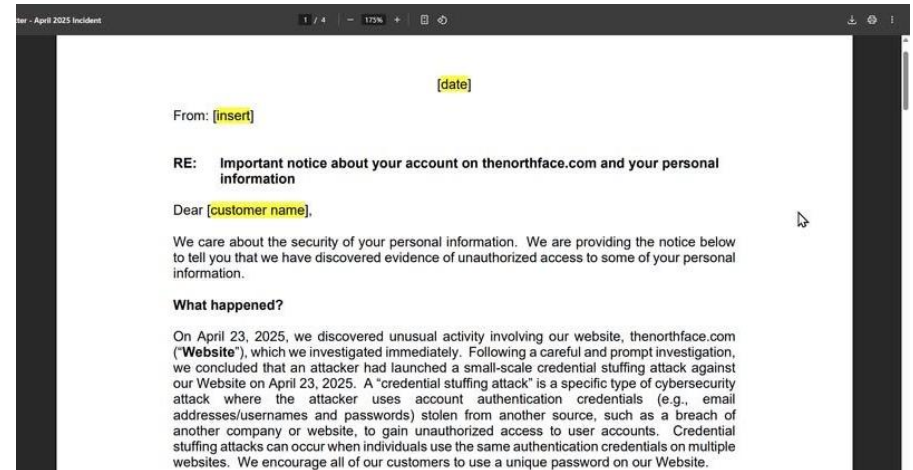 tter - April 2025 Incident
1 / 4 − 175% +
[date]
From: [insert]
RE: Important notice about your account on thenorthface.com and your personal
information
Dear [customer name],
We care about the security of your personal information. We are providing the notice below
to tell you that we have discovered evidence of unauthorized access to some of your personal
information.
What happened?
On April 23, 2025, we discovered unusual activity involving our website, thenorthface.com
(“Website”), which we investigated immediately. Following a careful and prompt investigation,
we concluded that an attacker had launched a small-scale credential stuffing attack against
our Website on April 23, 2025. A “credential stuffing attack” is a specific type of cybersecurity
attack where the attacker uses account authentication credentials (e.g., email
addresses/usernames and passwords) stolen from another source, such as a breach of
another company or website, to gain unauthorized access to user accounts. Credential
stuffing attacks can occur when individuals use the same authentication credentials on multiple
websites. We encourage all of our customers to use a unique password on our Website.